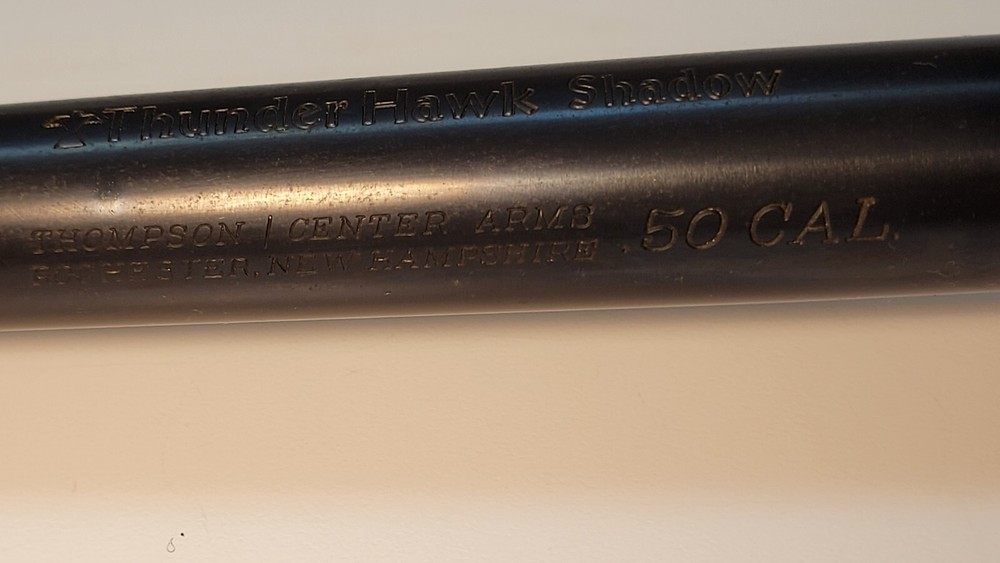 Thunder Hawk Shadow
THOMPSON / CENTER ARMS
ROCHESTER, NEW HAMPSHIRE
.50 CAL.